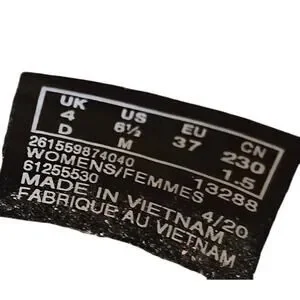 UK US EU CN
4 6½ 37 230
D M 1.5
261559874040 13288
WOMENS/FEMMES
61255530 4/20
MADE IN VIETNAM
FABRIQUE AU VIETNAM